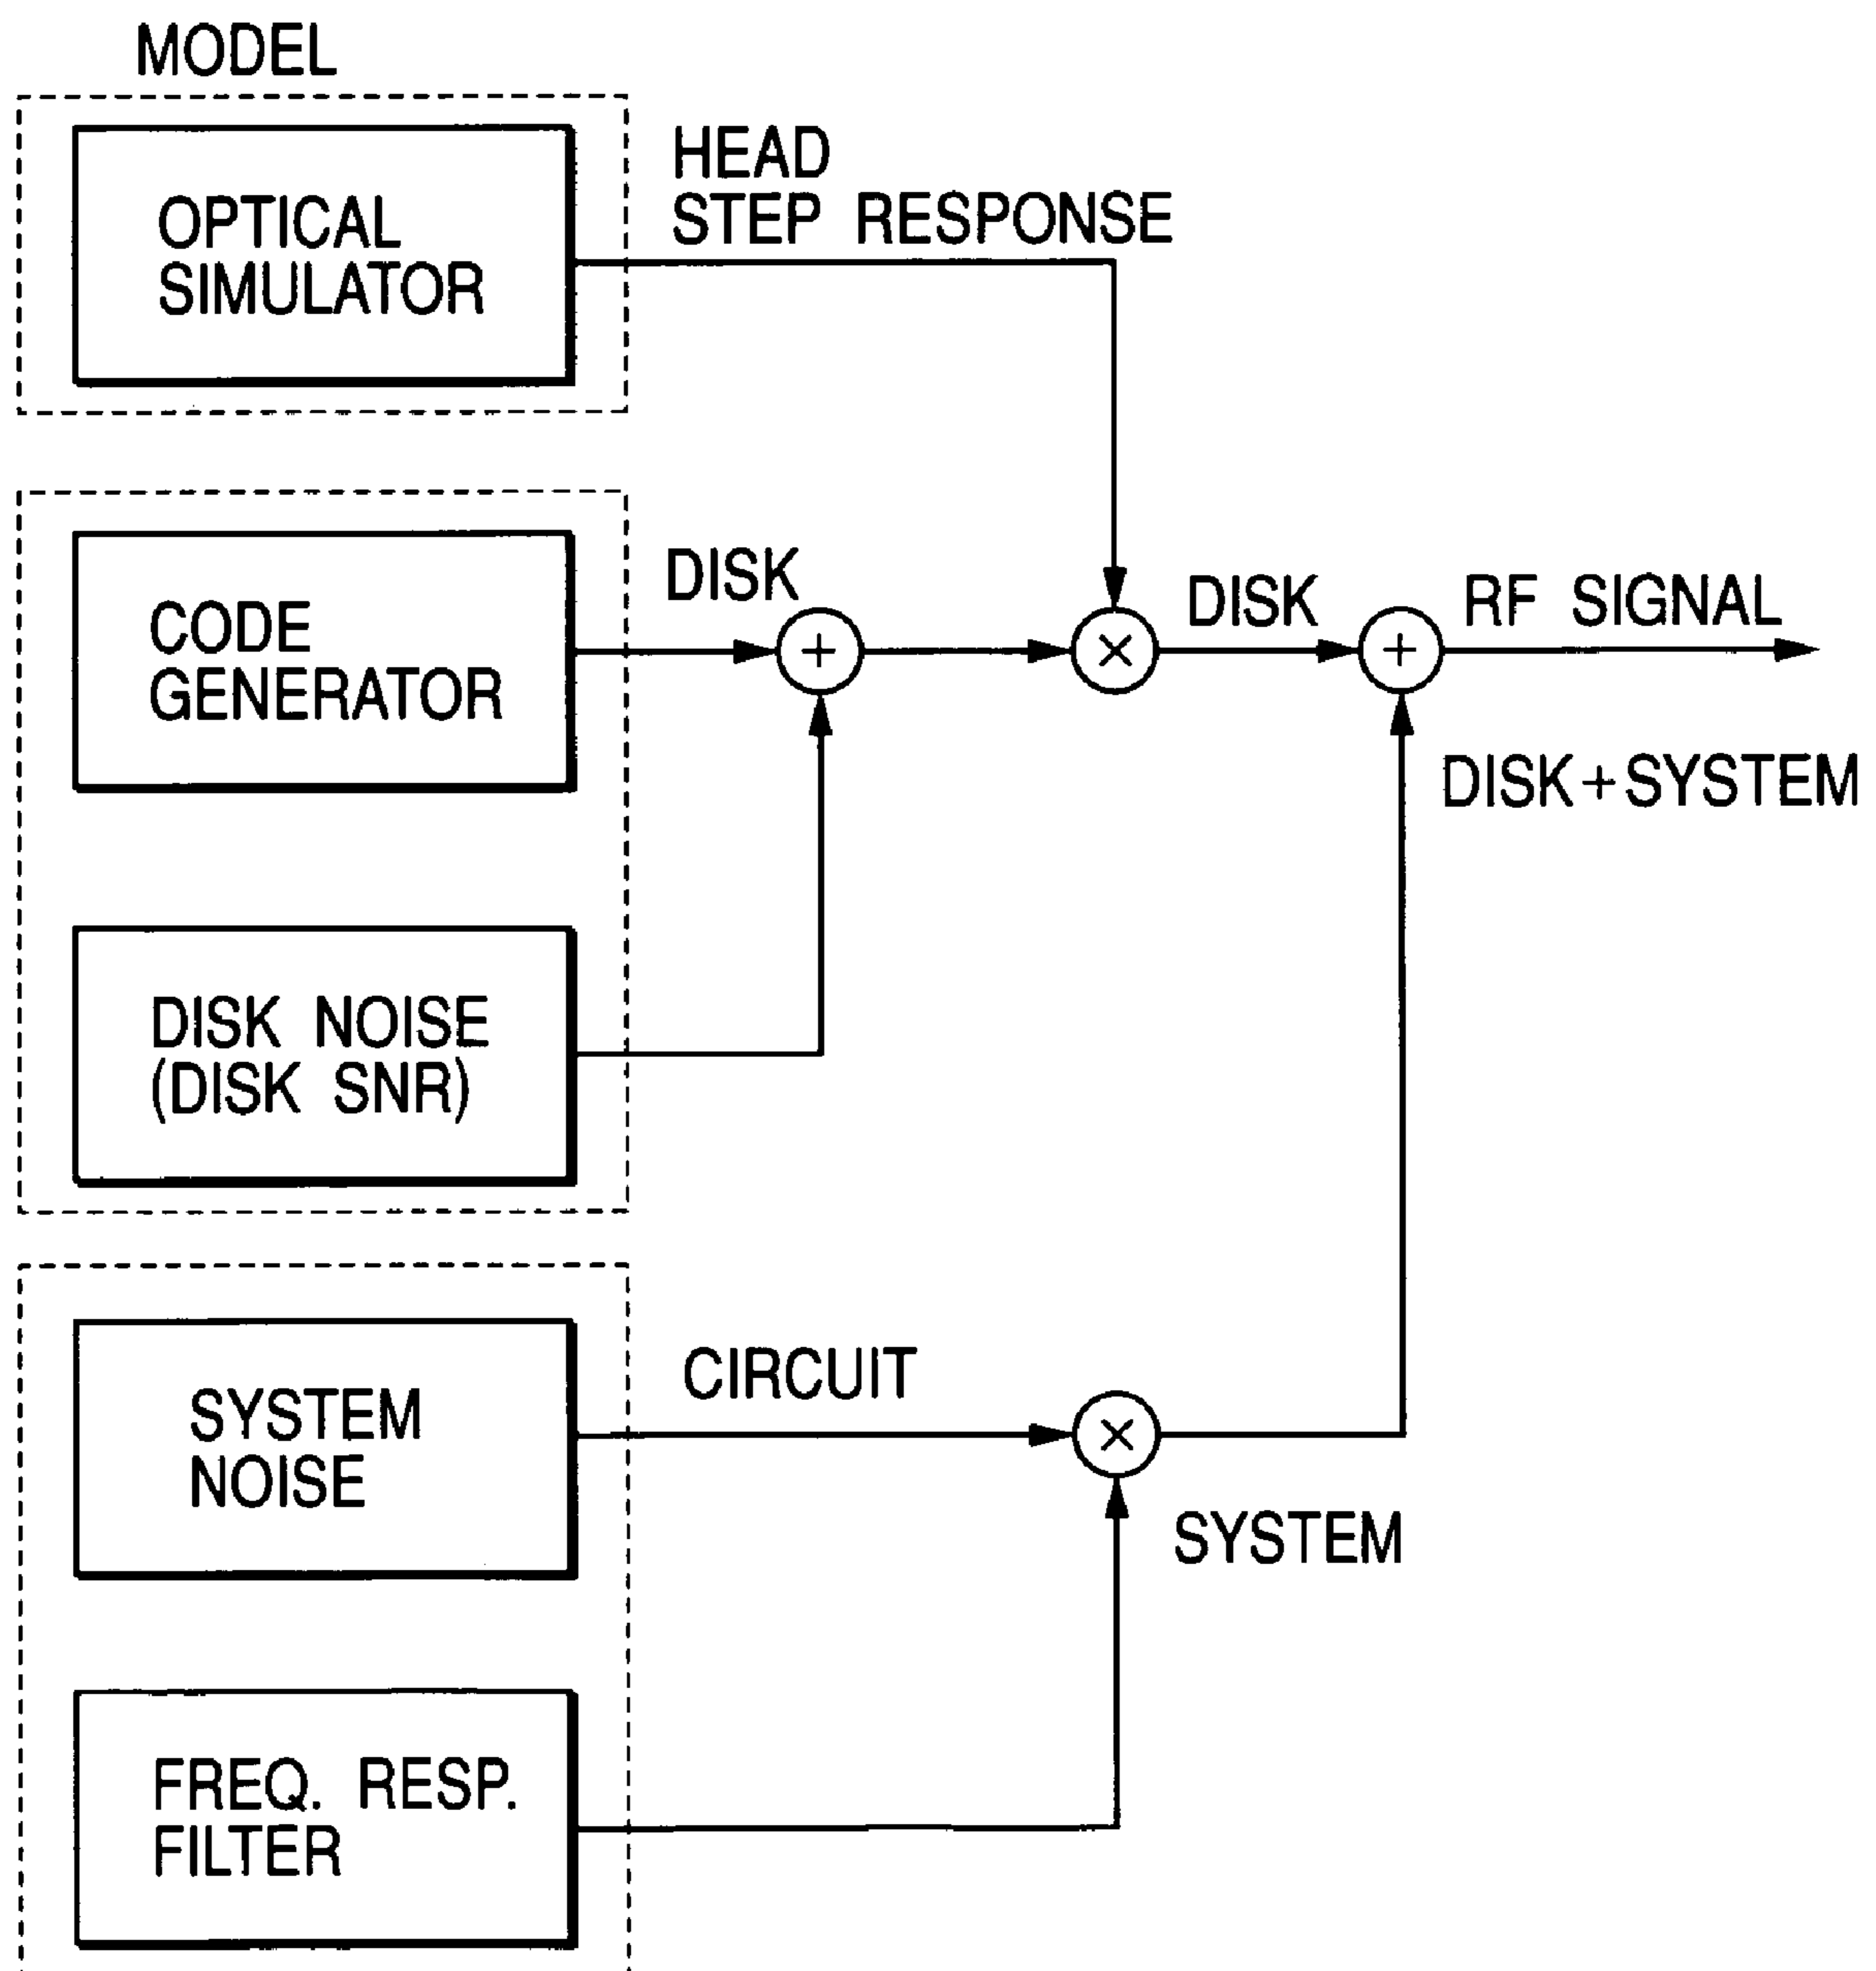 MODEL
OPTICAL
SIMULATOR
HEAD
STEP RESPONSE
CODE
GENERATOR
DISK
+
×
DISK
+
RF SIGNAL
DISK+SYSTEM
DISK NOISE
(DISK SNR)
SYSTEM
NOISE
CIRCUIT
×
SYSTEM
FREQ. RESP.
FILTER